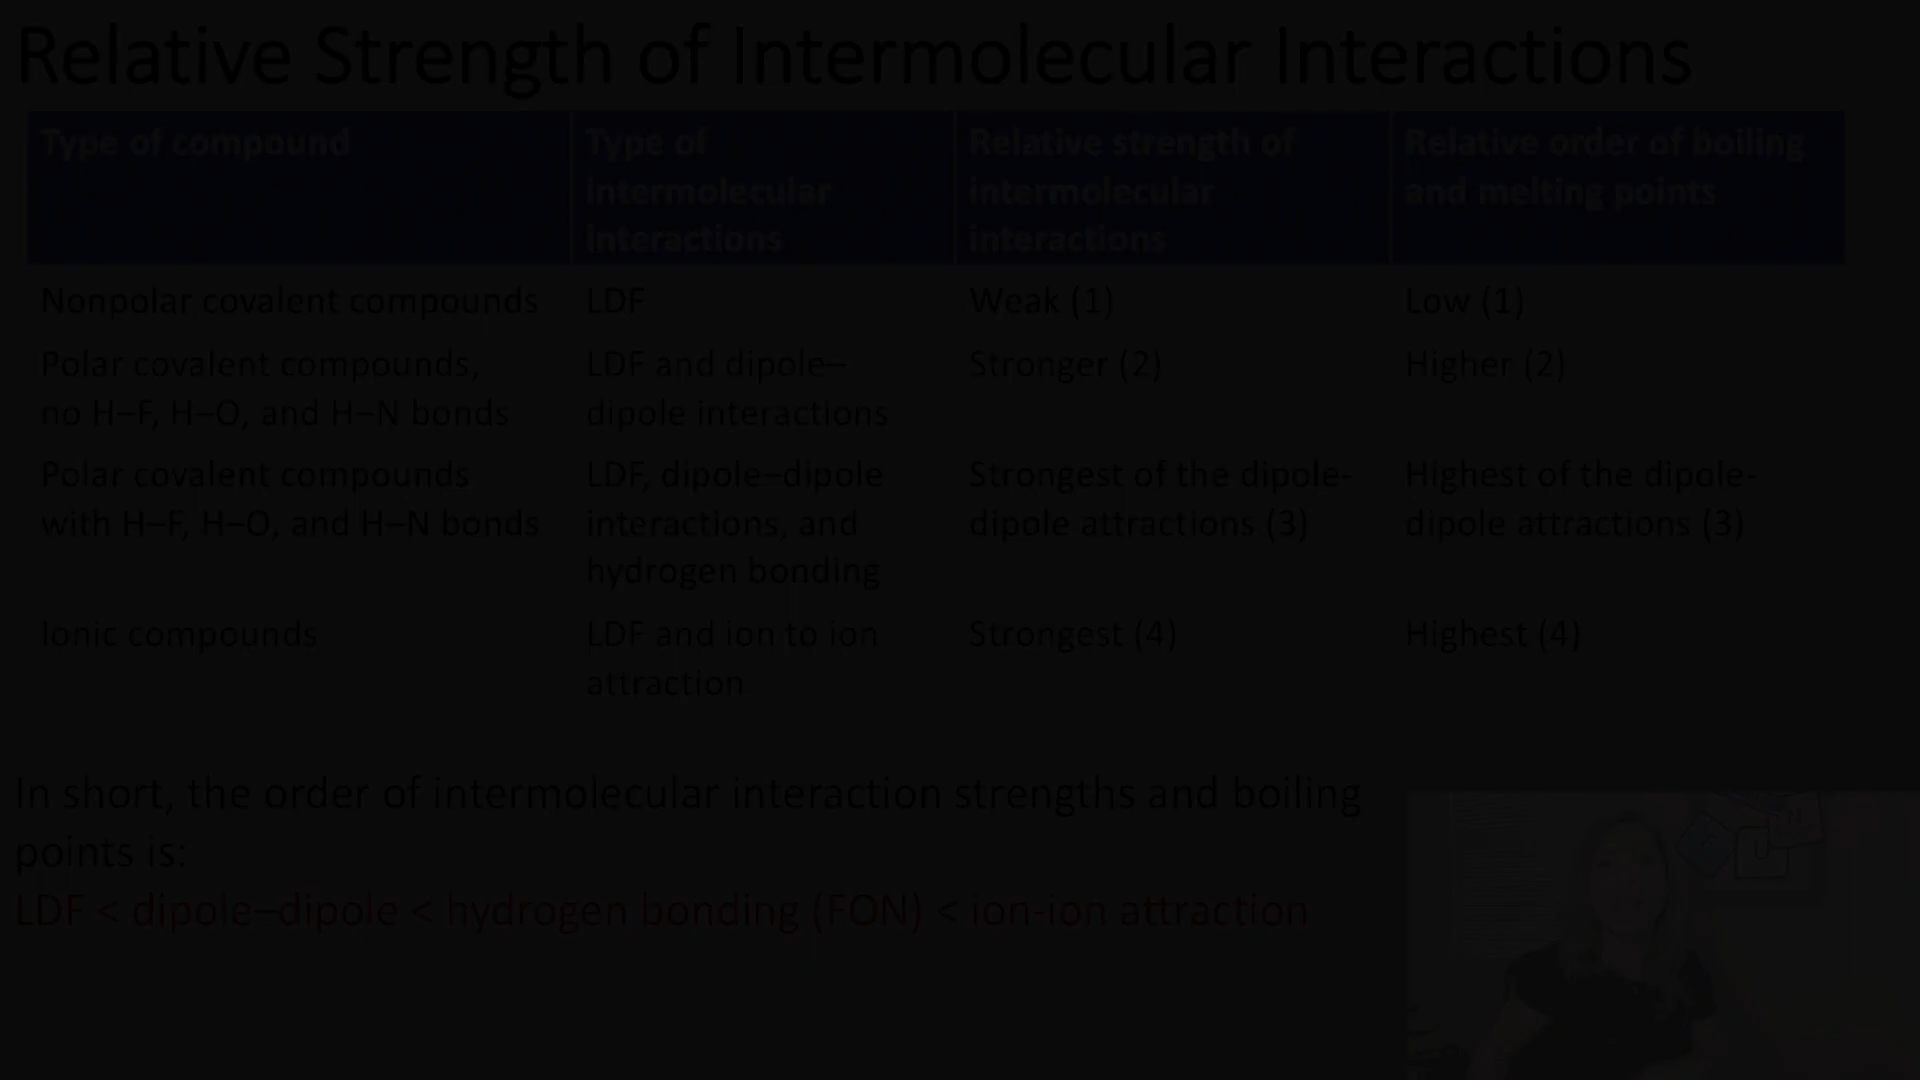 Relative Strength of Intermolecular Interactions
Type of compound
Type of
intermolecular
interactions
Relative strength of
intermolecular
interactions
Relative order of boiling
and melting points
Nonpolar covalent compounds
LDF
Weak (1)
Low (1)
Polar covalent compounds,
no H–F, H–O, and H–N bonds
LDF and dipole–
dipole interactions
Stronger (2)
Higher (2)
Polar covalent compounds
with H–F, H–O, and H–N bonds
LDF, dipole–dipole
interactions, and
hydrogen bonding
Strongest of the dipole-
dipole attractions (3)
Highest of the dipole-
dipole attractions (3)
Ionic compounds
LDF and ion to ion
attraction
Strongest (4)
Highest (4)
In short, the order of intermolecular interaction strengths and boiling
points is:
LDF < dipole–dipole < hydrogen bonding (FON) < ion-ion attraction